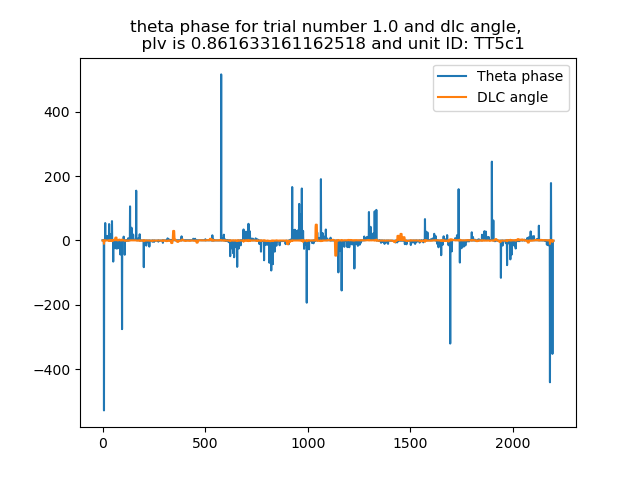 theta phase for trial number 1.0 and dlc angle,
plv is 0.861633161162518 and unit ID: TT5c1
Theta phase
DLC angle
400
200
0
−200
−400
0
500
1000
1500
2000